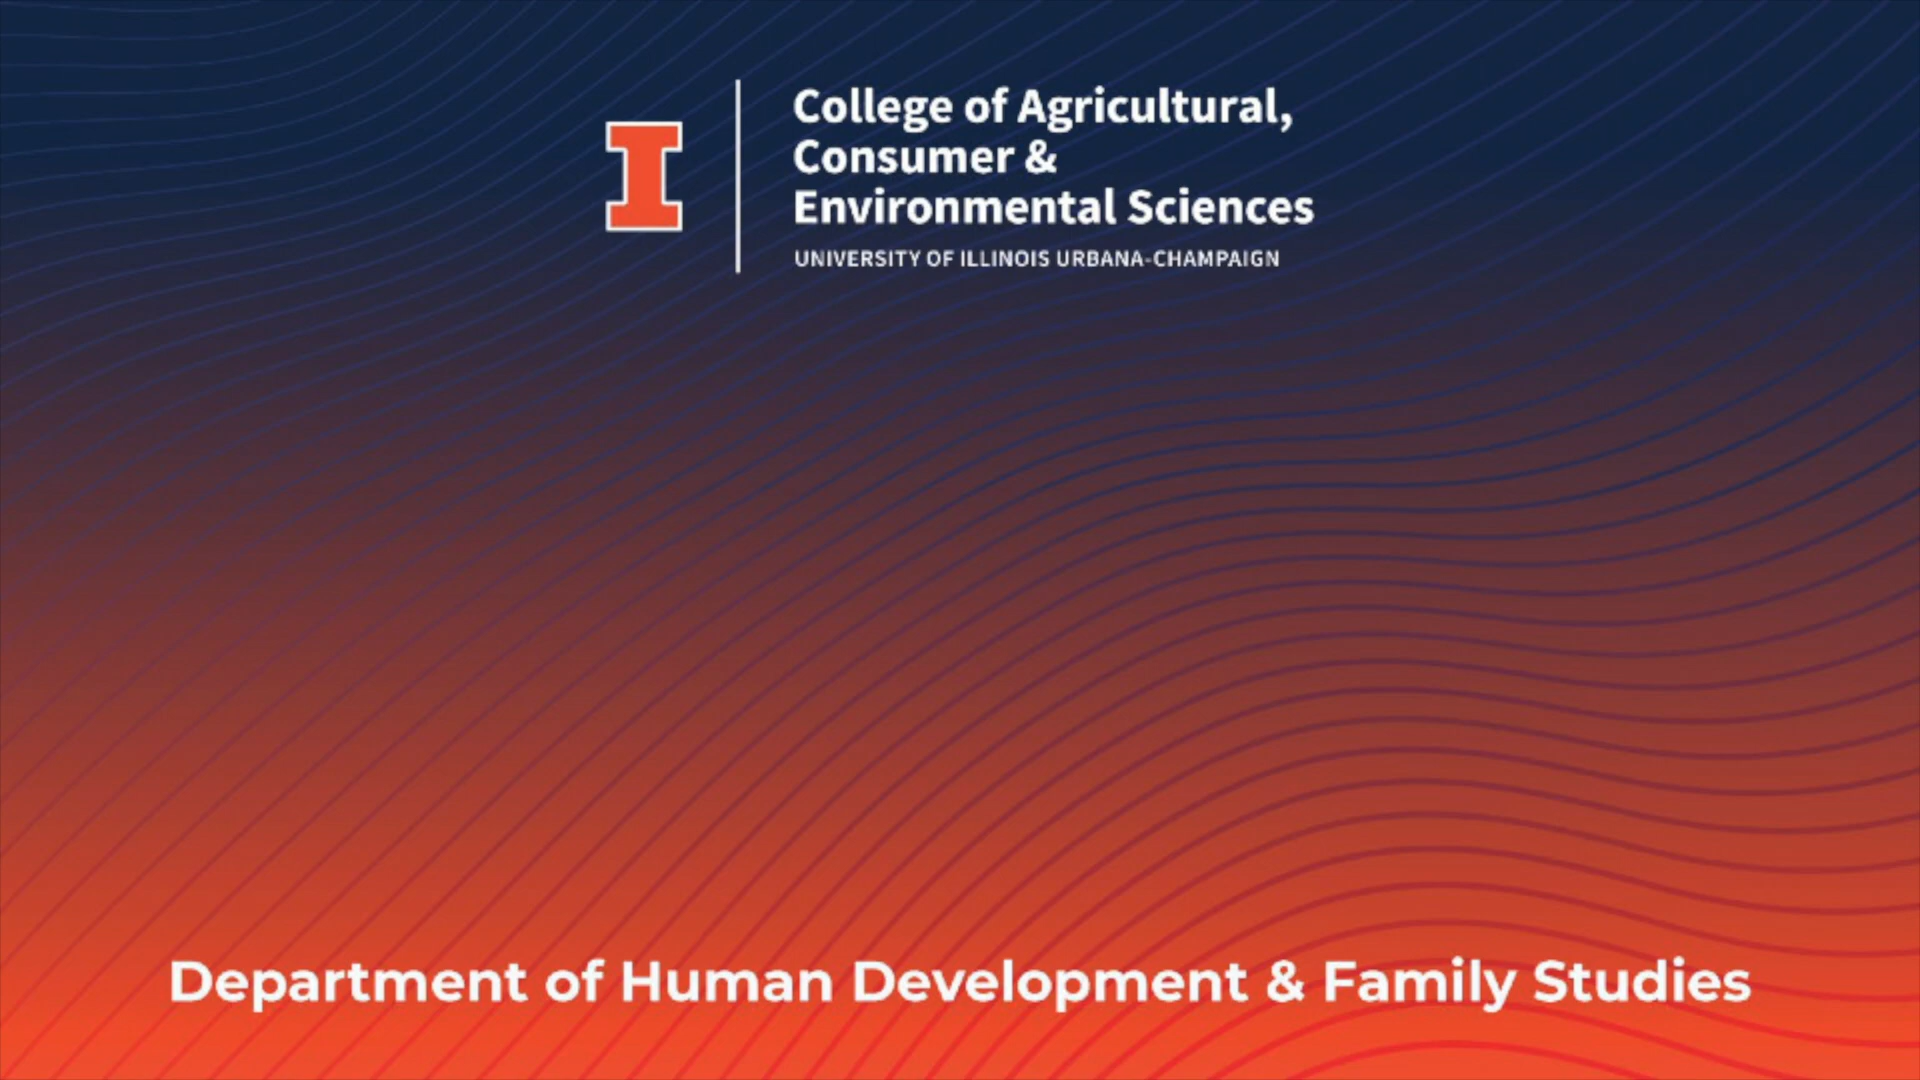 I
College of Agricultural,
Consumer &
Environmental Sciences
UNIVERSITY OF ILLINOIS URBANA-CHAMPAIGN
Department of Human Development & Family Studies